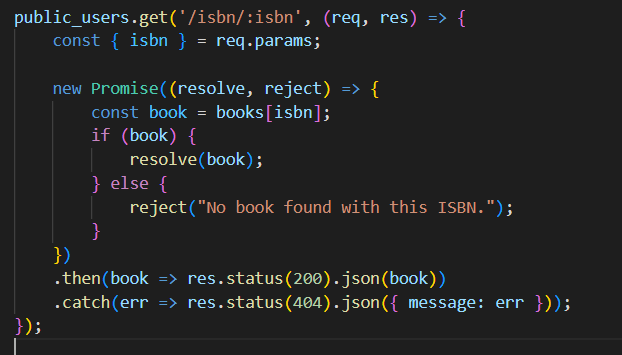 public_users.get('/isbn/:isbn', (req, res) => {
    const { isbn } = req.params;

    new Promise((resolve, reject) => {
        const book = books[isbn];
        if (book) {
            resolve(book);
        } else {
            reject("No book found with this ISBN.");
        }
    })
    .then(book => res.status(200).json(book))
    .catch(err => res.status(404).json({ message: err }));
});